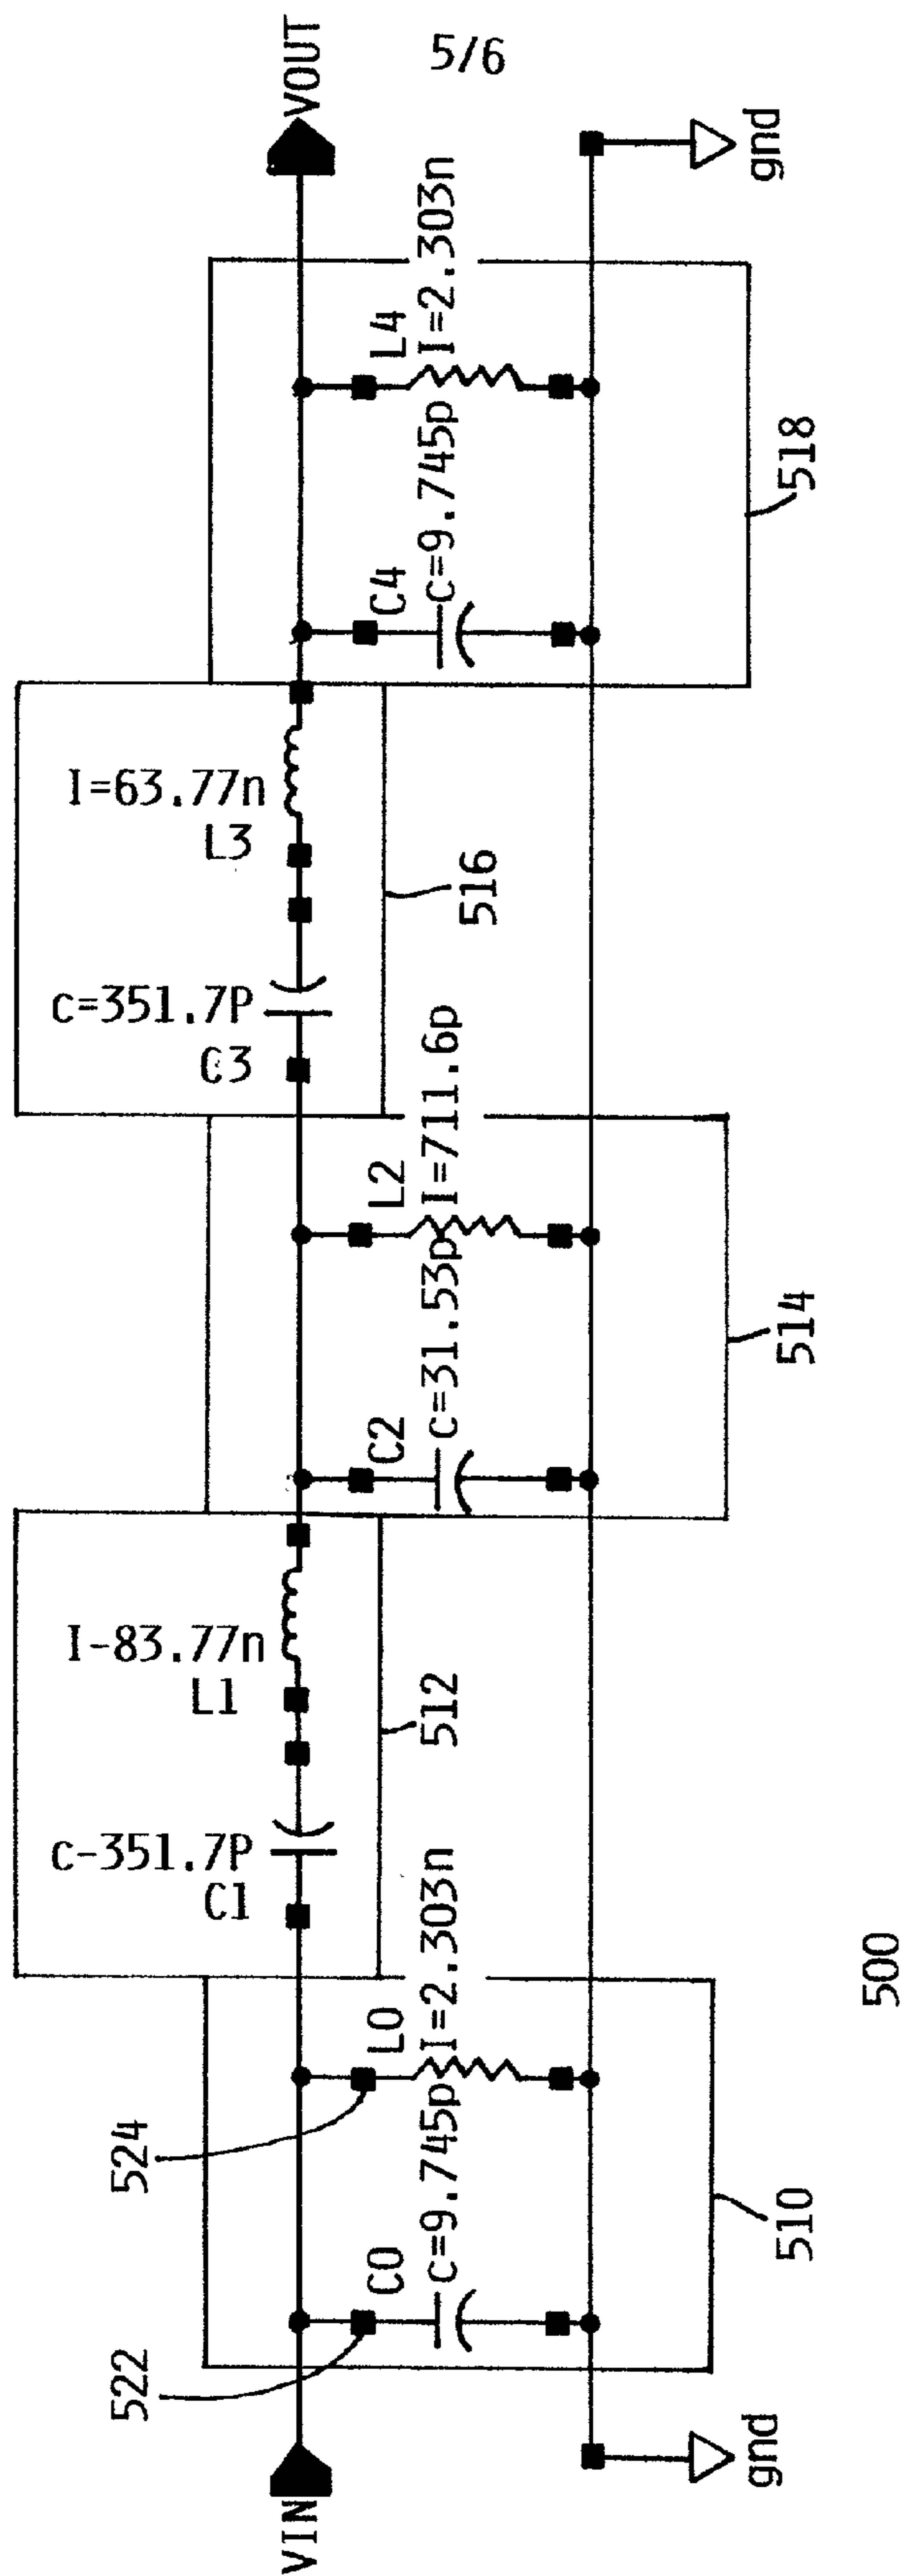 5/6
VIN
VOUT
522
524
C0
C=9.745p
L0
I=2.303n
510
c-351.7P
C1
I-83.77n
L1
512
C2
C=31.53p
L2
I=711.6p
514
c=351.7P
C3
I=63.77n
L3
516
C4
C=9.745p
L4
I=2.303n
518
gnd
gnd
500